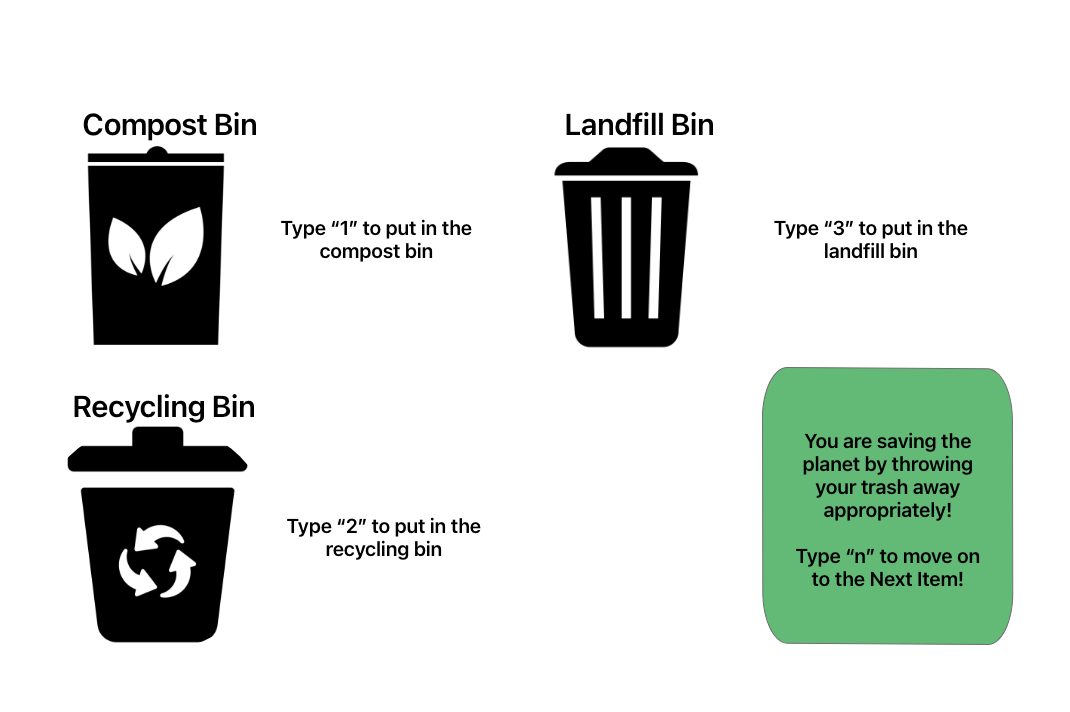 Compost Bin
Type “1” to put in the
compost bin
Landfill Bin
Type “3” to put in the
landfill bin
Recycling Bin
Type “2” to put in the
recycling bin
You are saving the
planet by throwing
your trash away
appropriately!
Type “n” to move on
to the Next Item!